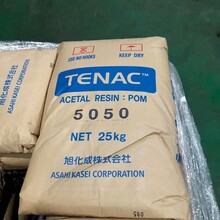 USE NO HOOKS
KEEP DRY
TENAC™
ACETAL RESIN : POM
5050
NET 25kg
旭化成株式会社
ASAHI KASEI CORPORATION